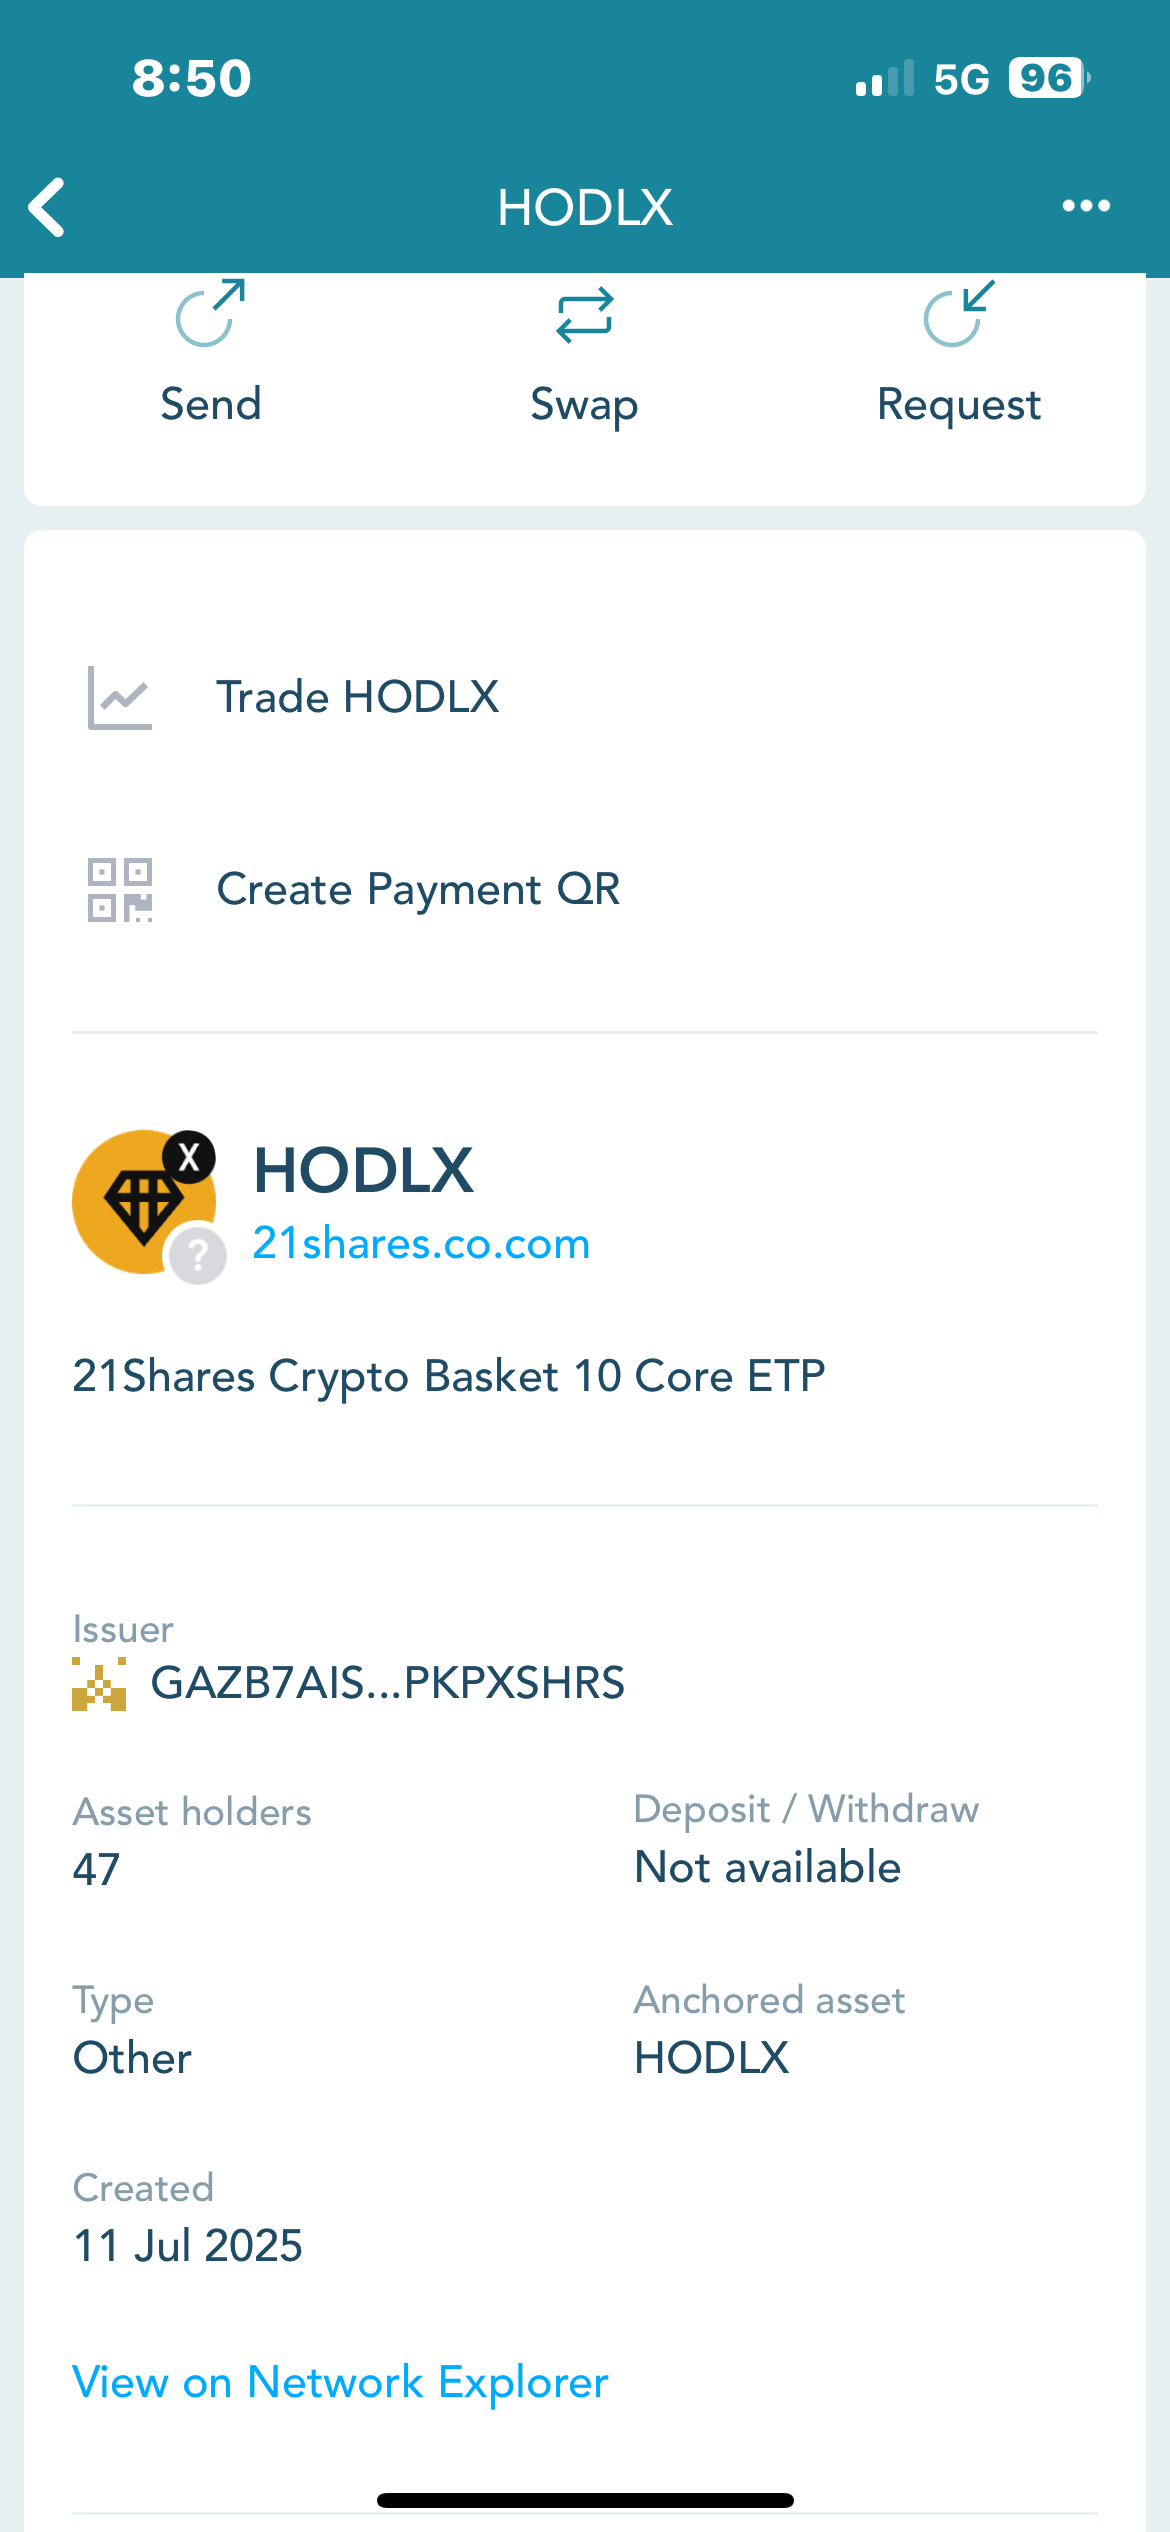 8:50
5G 96
HODLX
Send
Swap
Request
Trade HODLX
Create Payment QR
X
?
HODLX
21shares.co.com
21Shares Crypto Basket 10 Core ETP
Issuer
GAZB7AIS...PKPXSHRS
Asset holders
47
Deposit / Withdraw
Not available
Type
Other
Anchored asset
HODLX
Created
11 Jul 2025
View on Network Explorer